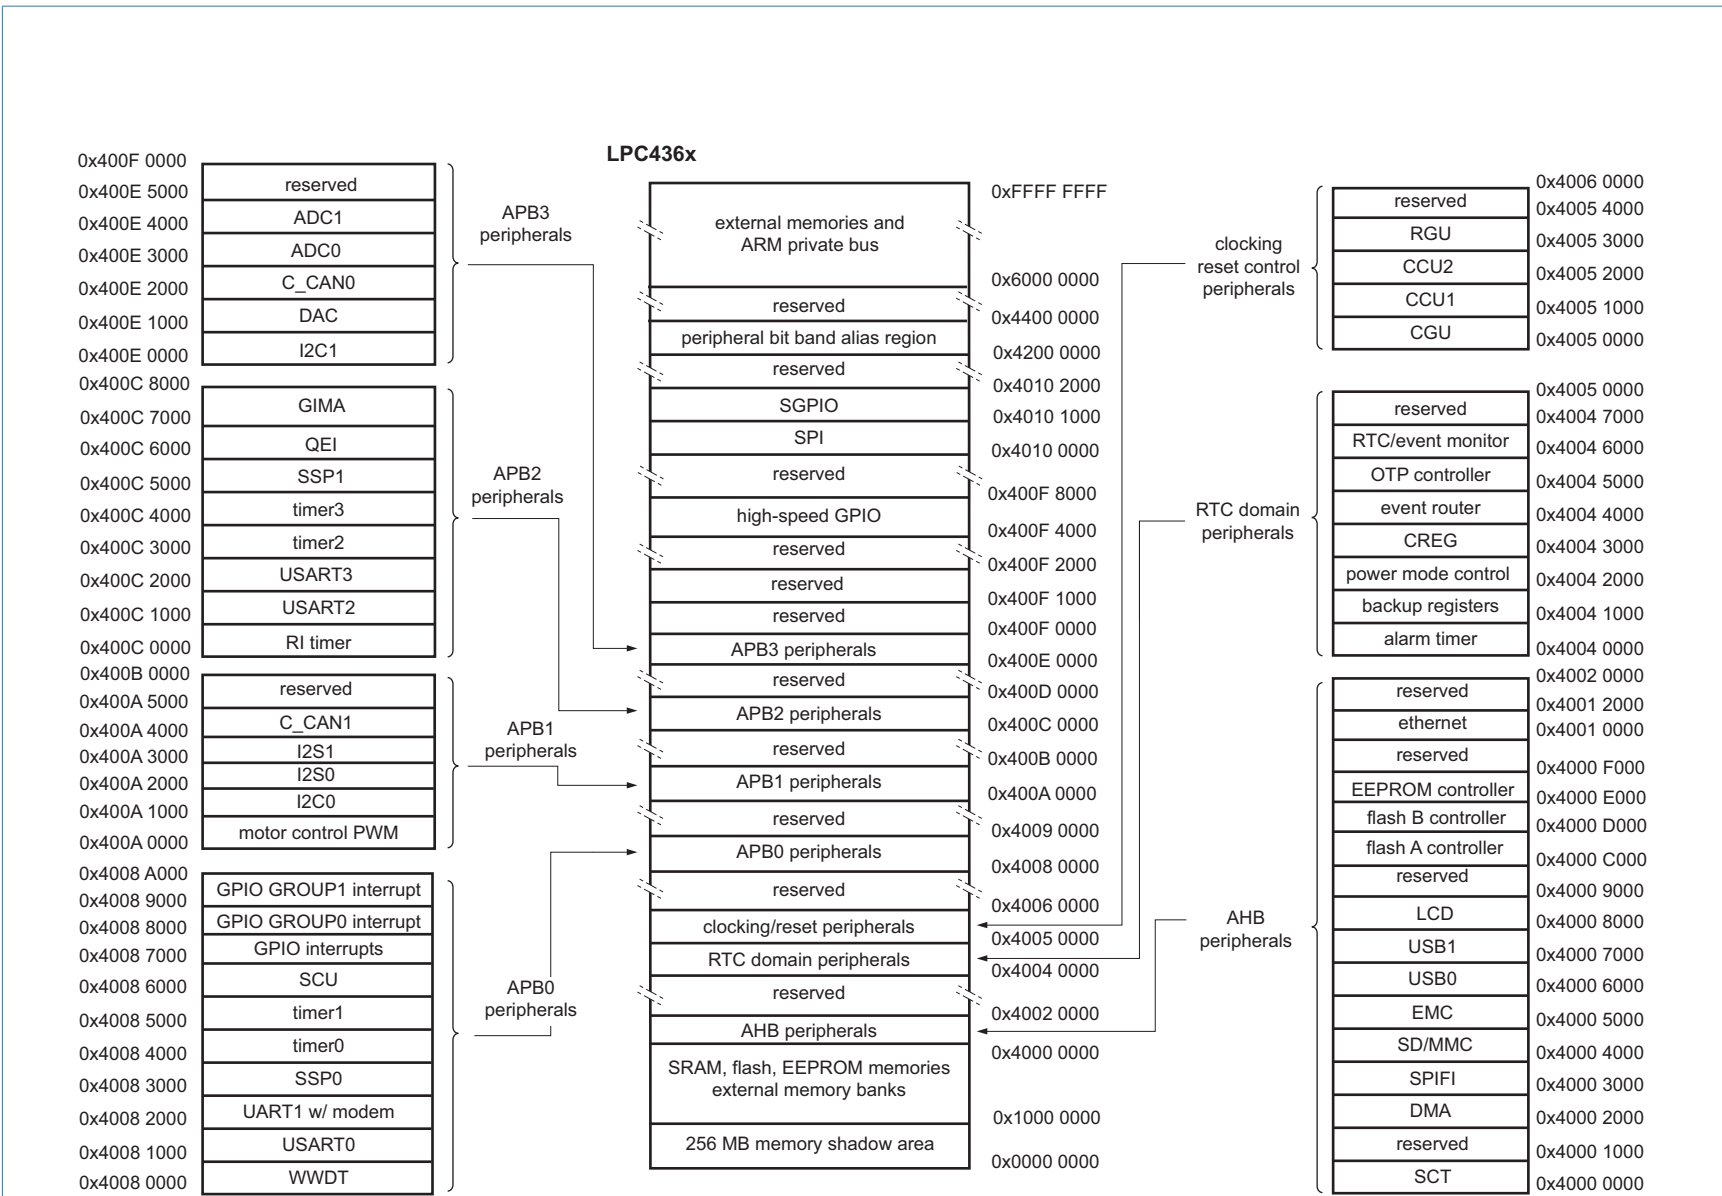 LPC436x
0x400F 0000
reserved
0x400E 5000
ADC1
0x400E 4000
ADC0
0x400E 3000
C_CAN0
0x400E 2000
DAC
0x400E 1000
I2C1
0x400E 0000
APB3
peripherals
0x400C 8000
GIMA
0x400C 7000
QEI
0x400C 6000
SSP1
0x400C 5000
timer3
0x400C 4000
timer2
0x400C 3000
USART3
0x400C 2000
USART2
0x400C 1000
RI timer
0x400C 0000
APB2
peripherals
0x400B 0000
reserved
0x400A 5000
C_CAN1
0x400A 4000
I2S1
0x400A 3000
I2S0
0x400A 2000
I2C0
0x400A 1000
motor control PWM
0x400A 0000
APB1
peripherals
0x4008 A000
GPIO GROUP1 interrupt
0x4008 9000
GPIO GROUP0 interrupt
0x4008 8000
GPIO interrupts
0x4008 7000
SCU
0x4008 6000
timer1
0x4008 5000
timer0
0x4008 4000
SSP0
0x4008 3000
UART1 w/ modem
0x4008 2000
USART0
0x4008 1000
WWDT
0x4008 0000
APB0
peripherals
0xFFFF FFFF
external memories and
ARM private bus
0x6000 0000
reserved
0x4400 0000
peripheral bit band alias region
0x4200 0000
reserved
0x4010 2000
SGPIO
0x4010 1000
SPI
0x4010 0000
reserved
0x400F 8000
high-speed GPIO
0x400F 4000
reserved
0x400F 2000
reserved
0x400F 1000
reserved
0x400F 0000
APB3 peripherals
0x400E 0000
reserved
0x400D 0000
APB2 peripherals
0x400C 0000
reserved
0x400B 0000
APB1 peripherals
0x400A 0000
reserved
0x4009 0000
APB0 peripherals
0x4008 0000
reserved
0x4006 0000
clocking/reset peripherals
0x4005 0000
RTC domain peripherals
0x4004 0000
reserved
0x4002 0000
AHB peripherals
0x4000 0000
SRAM, flash, EEPROM memories
external memory banks
0x1000 0000
256 MB memory shadow area
0x0000 0000
clocking
reset control
peripherals
0x4006 0000
reserved
0x4005 4000
RGU
0x4005 3000
CCU2
0x4005 2000
CCU1
0x4005 1000
CGU
0x4005 0000
RTC domain
peripherals
0x4005 0000
reserved
0x4004 7000
RTC/event monitor
0x4004 6000
OTP controller
0x4004 5000
event router
0x4004 4000
CREG
0x4004 3000
power mode control
0x4004 2000
backup registers
0x4004 1000
alarm timer
0x4004 0000
AHB
peripherals
0x4002 0000
reserved
0x4001 2000
ethernet
0x4001 0000
reserved
0x4000 F000
EEPROM controller
0x4000 E000
flash B controller
0x4000 D000
flash A controller
0x4000 C000
reserved
0x4000 9000
LCD
0x4000 8000
USB1
0x4000 7000
USB0
0x4000 6000
EMC
0x4000 5000
SD/MMC
0x4000 4000
SPIFI
0x4000 3000
DMA
0x4000 2000
reserved
0x4000 1000
SCT
0x4000 0000